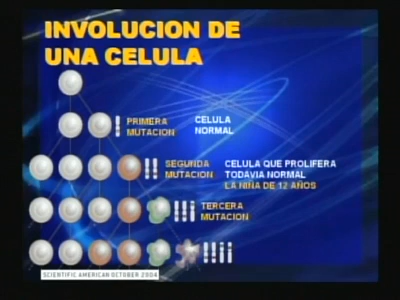 INVOLUCION DE
UNA CELULA
PRIMERA
MUTACION
CELULA
NORMAL
SEGUNDA
MUTACION
CELULA QUE PROLIFERA
TODAVIA NORMAL
LA NIÑA DE 12 AÑOS
TERCERA
MUTACION
SCIENTIFIC AMERICAN OCTOBER 2004